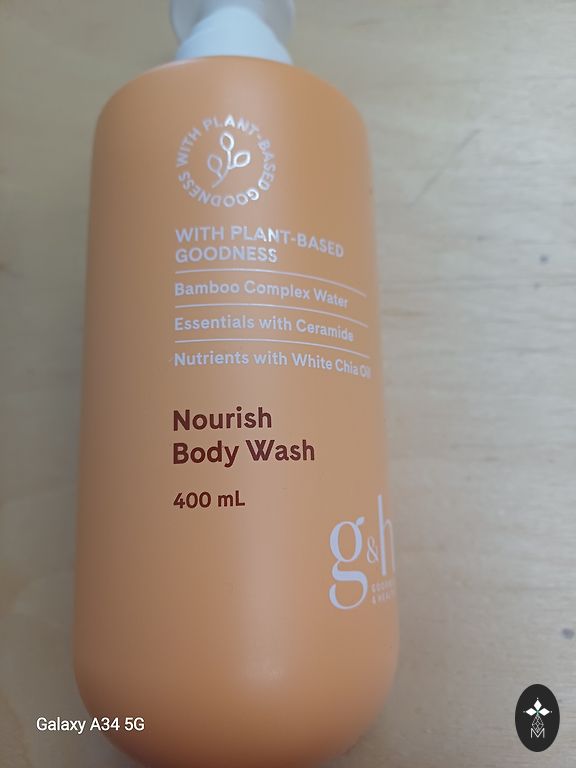 WITH PLANT-BASED GOODNESS
WITH PLANT-BASED
GOODNESS
Bamboo Complex Water
Essentials with Ceramide
Nutrients with White Chia Oil
Nourish
Body Wash
400 mL
g&h
Galaxy A34 5G